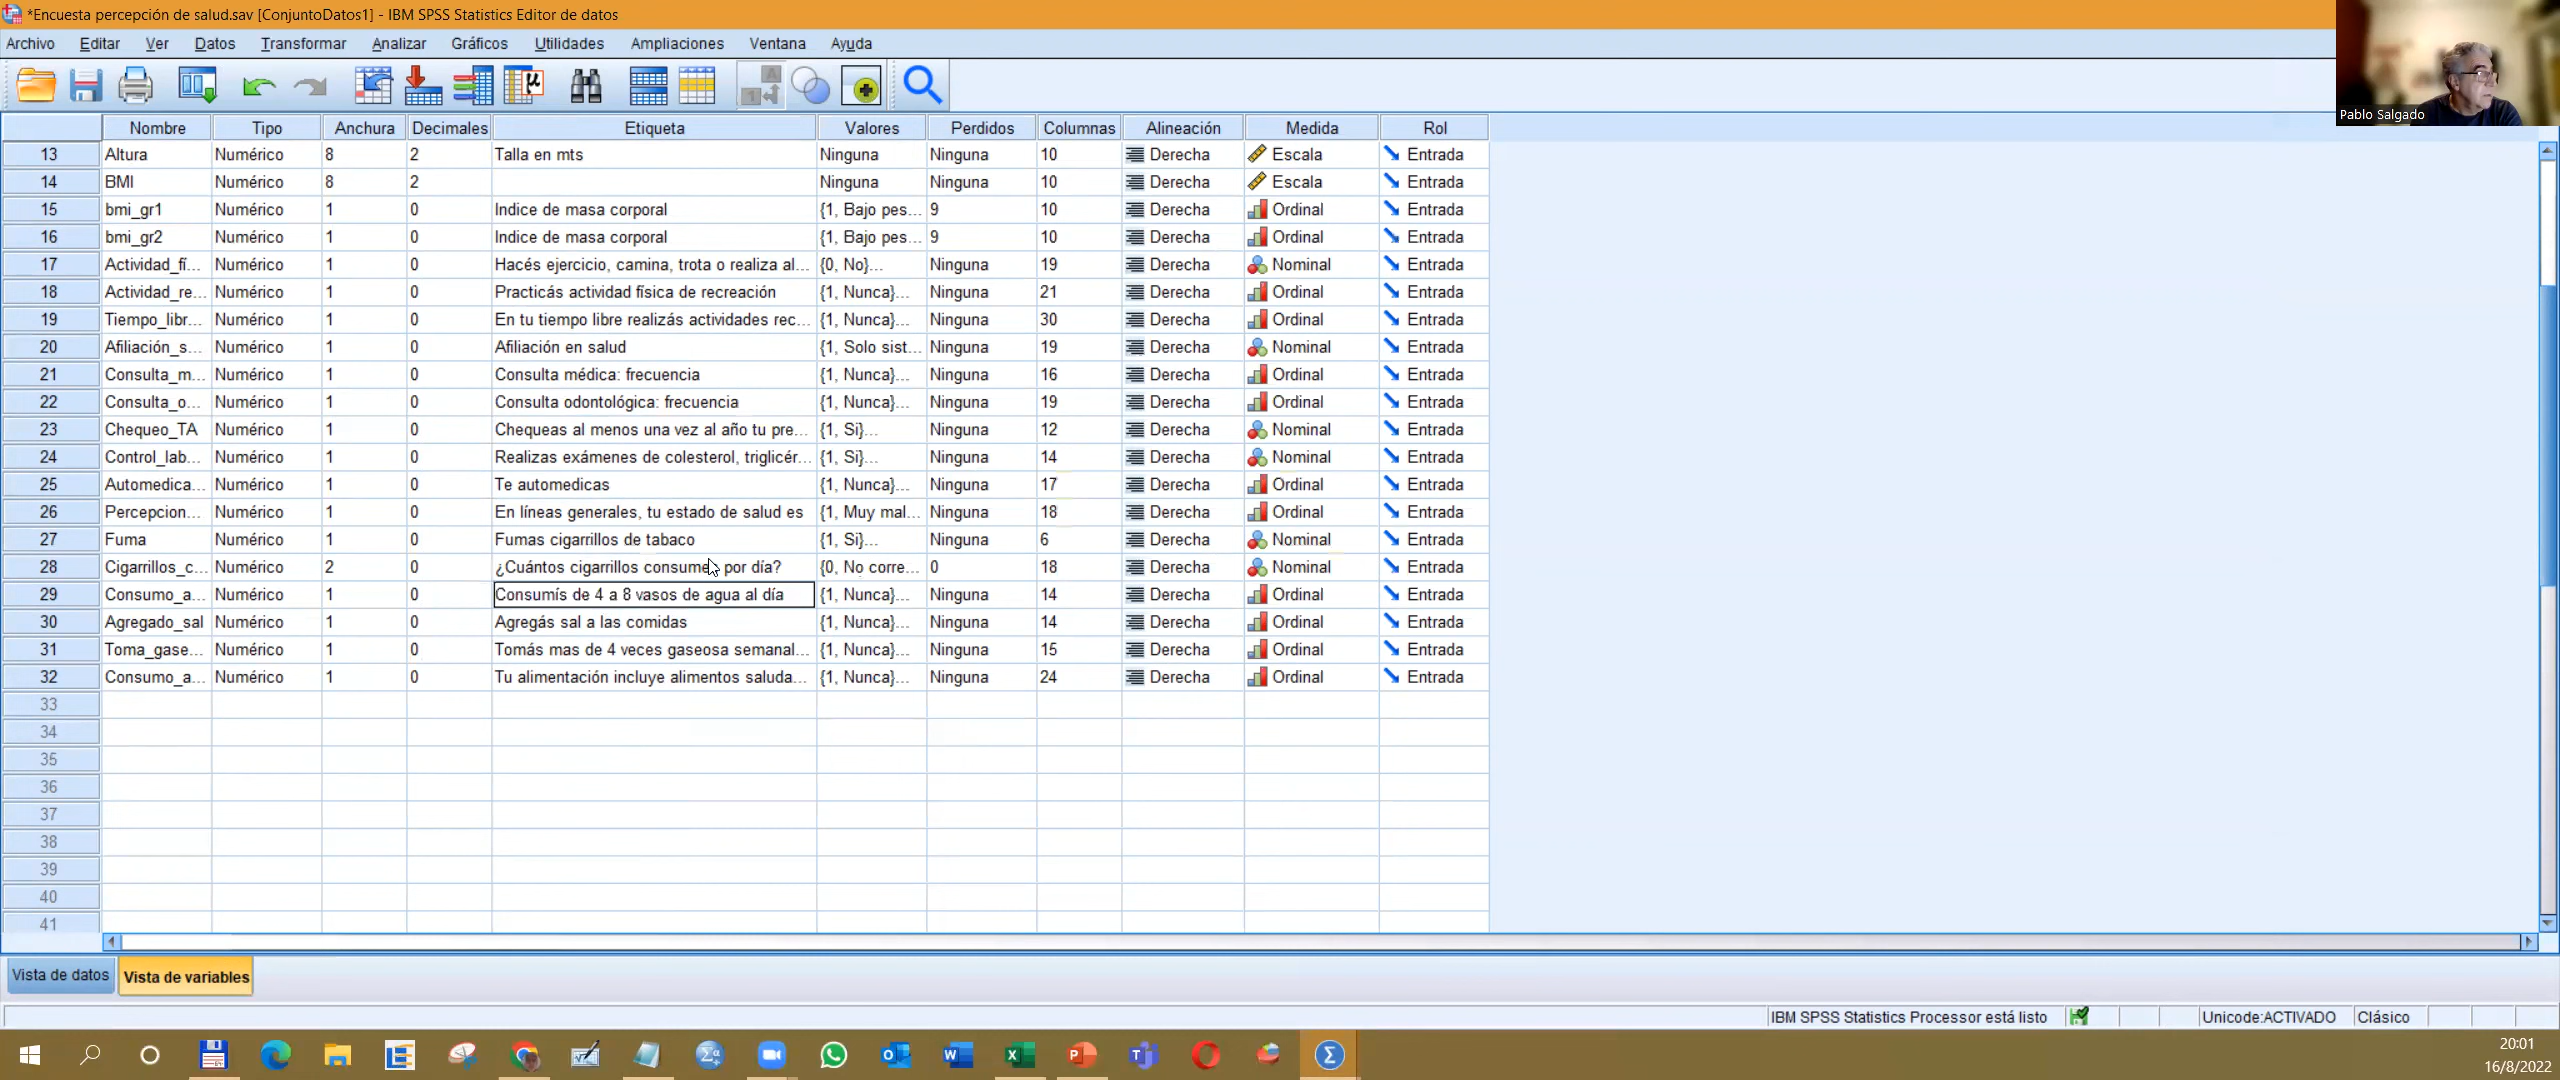 *Encuesta percepción de salud.sav [ConjuntoDatos1] - IBM SPSS Statistics Editor de datos
Archivo Editar Ver Datos Transformar Analizar Gráficos Utilidades Ampliaciones Ventana Ayuda
Pablo Salgado
Nombre Tipo Anchura Decimales Etiqueta Valores Perdidos Columnas Alineación Medida Rol
13 Altura Numérico 8 2 Talla en mts Ninguna Ninguna 10 Derecha Escala Entrada
14 BMI Numérico 8 2 Ninguna Ninguna 10 Derecha Escala Entrada
15 bmi_gr1 Numérico 1 0 Indice de masa corporal {1, Bajo pes... 9 10 Derecha Ordinal Entrada
16 bmi_gr2 Numérico 1 0 Indice de masa corporal {1, Bajo pes... 9 10 Derecha Ordinal Entrada
17 Actividad_fí... Numérico 1 0 Hacés ejercicio, camina, trota o realiza al... {0, No}... Ninguna 19 Derecha Nominal Entrada
18 Actividad_re... Numérico 1 0 Practicás actividad física de recreación {1, Nunca}... Ninguna 21 Derecha Ordinal Entrada
19 Tiempo_libr... Numérico 1 0 En tu tiempo libre realizás actividades rec... {1, Nunca}... Ninguna 30 Derecha Ordinal Entrada
20 Afiliación_s... Numérico 1 0 Afiliación en salud {1, Solo sist... Ninguna 19 Derecha Nominal Entrada
21 Consulta_m... Numérico 1 0 Consulta médica: frecuencia {1, Nunca}... Ninguna 16 Derecha Ordinal Entrada
22 Consulta_o... Numérico 1 0 Consulta odontológica: frecuencia {1, Nunca}... Ninguna 19 Derecha Ordinal Entrada
23 Chequeo_TA Numérico 1 0 Chequeas al menos una vez al año tu pre... {1, Si}... Ninguna 12 Derecha Nominal Entrada
24 Control_lab... Numérico 1 0 Realizas exámenes de colesterol, triglicér... {1, Si}... Ninguna 14 Derecha Nominal Entrada
25 Automedica... Numérico 1 0 Te automedicas {1, Nunca}... Ninguna 17 Derecha Ordinal Entrada
26 Percepcion... Numérico 1 0 En líneas generales, tu estado de salud es {1, Muy mal... Ninguna 18 Derecha Ordinal Entrada
27 Fuma Numérico 1 0 Fumas cigarrillos de tabaco {1, Si}... Ninguna 6 Derecha Nominal Entrada
28 Cigarrillos_c... Numérico 2 0 ¿Cuántos cigarrillos consumes por día? {0, No corre... 0 18 Derecha Nominal Entrada
29 Consumo_a... Numérico 1 0 Consumís de 4 a 8 vasos de agua al día {1, Nunca}... Ninguna 14 Derecha Ordinal Entrada
30 Agregado_sal Numérico 1 0 Agregás sal a las comidas {1, Nunca}... Ninguna 14 Derecha Ordinal Entrada
31 Toma_gase... Numérico 1 0 Tomás mas de 4 veces gaseosa semanal... {1, Nunca}... Ninguna 15 Derecha Ordinal Entrada
32 Consumo_a... Numérico 1 0 Tu alimentación incluye alimentos saluda... {1, Nunca}... Ninguna 24 Derecha Ordinal Entrada
33
34
35
36
37
38
39
40
41
Vista de datos Vista de variables
IBM SPSS Statistics Processor está listo Unicode:ACTIVADO Clásico
20:01
16/8/2022